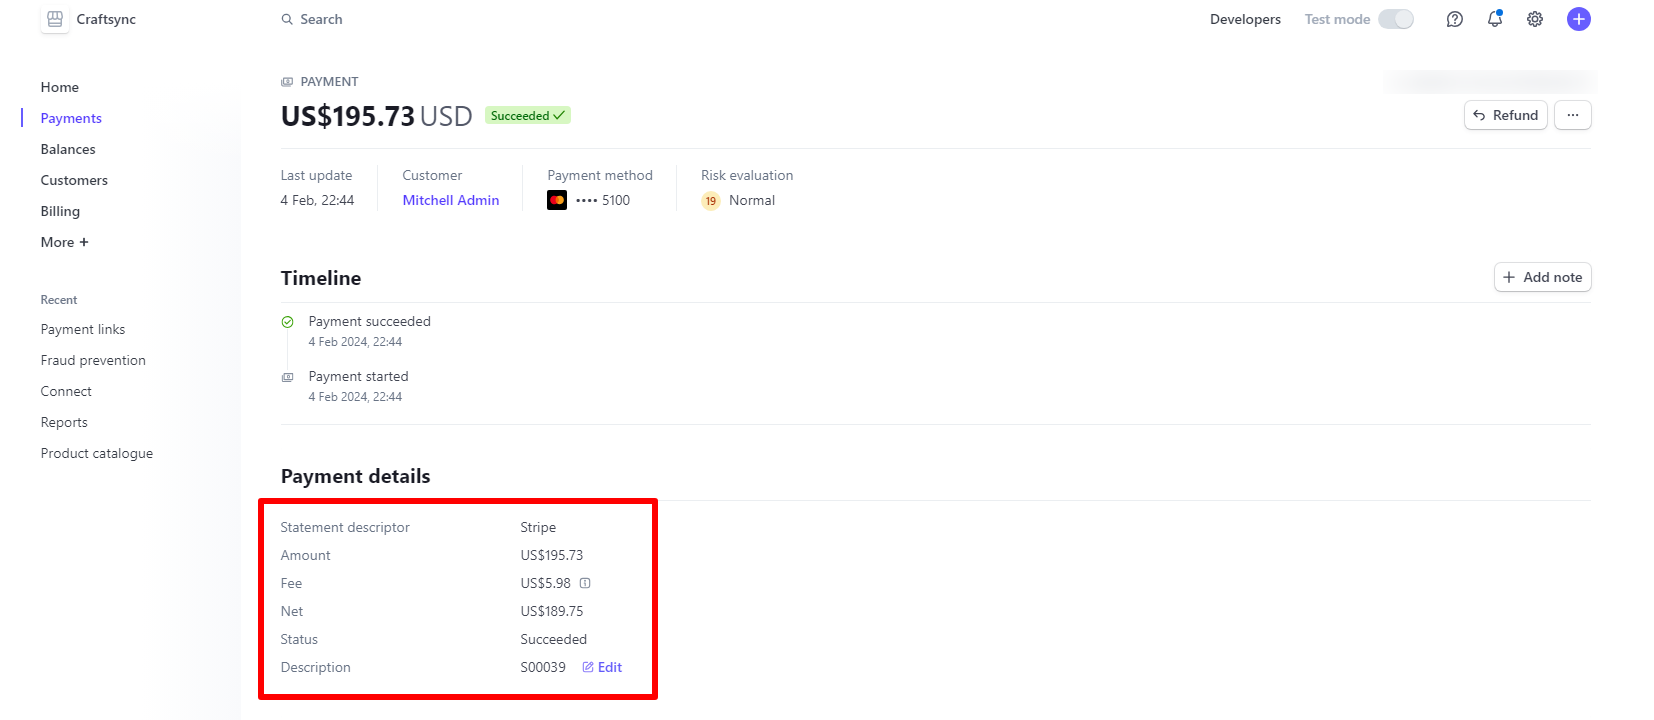 Craftsync
Search
Developers
Test mode
Home
Payments
Balances
Customers
Billing
More +
Recent
Payment links
Fraud prevention
Connect
Reports
Product catalogue
PAYMENT
US$195.73 USD Succeeded ✓
Refund ···
Last update
4 Feb, 22:44
Customer
Mitchell Admin
Payment method
•••• 5100
Risk evaluation
19 Normal
Timeline
+ Add note
Payment succeeded
4 Feb 2024, 22:44
Payment started
4 Feb 2024, 22:44
Payment details
Statement descriptor Stripe
Amount US$195.73
Fee US$5.98
Net US$189.75
Status Succeeded
Description S00039 Edit